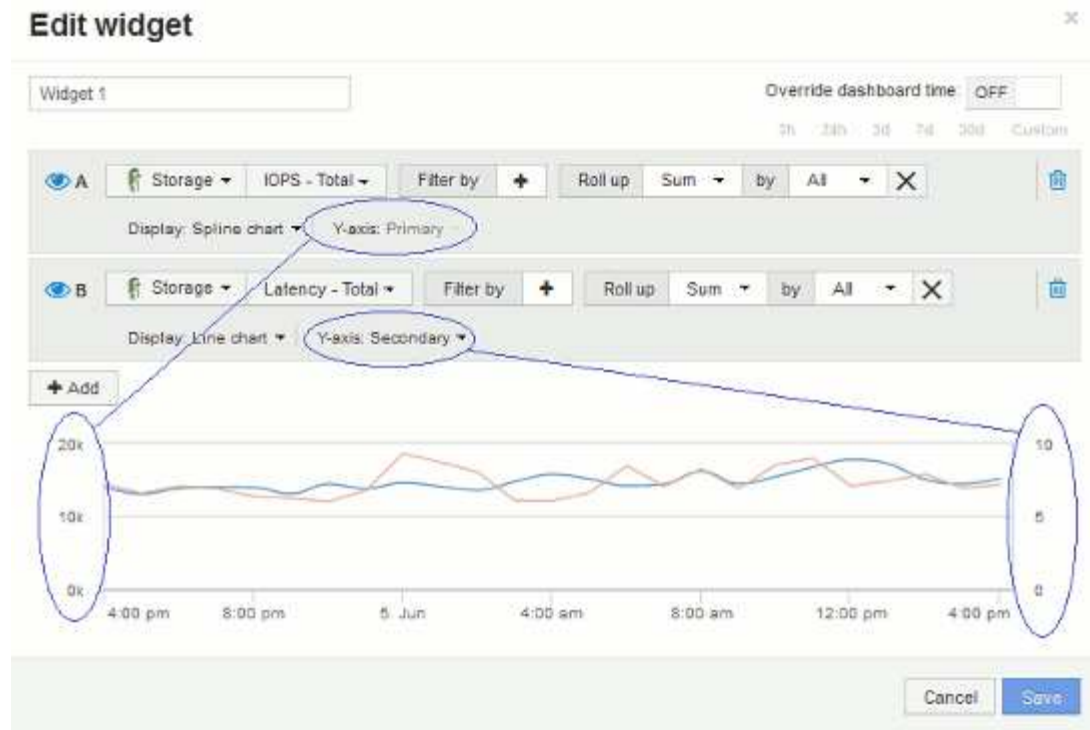 Edit widget
Widget 1
Override dashboard time OFF
3h 24h 3d 7d 30d Custom
A Storage IOPS - Total Filter by + Roll up Sum by All X
Display: Spline chart Y-axis: Primary
B Storage Latency - Total Filter by + Roll up Sum by All X
Display: Line chart Y-axis: Secondary
+ Add
20k 10
10k 5
0k 0
4:00 pm 8:00 pm 5. Jun 4:00 am 8:00 am 12:00 pm 4:00 pm
Cancel Save